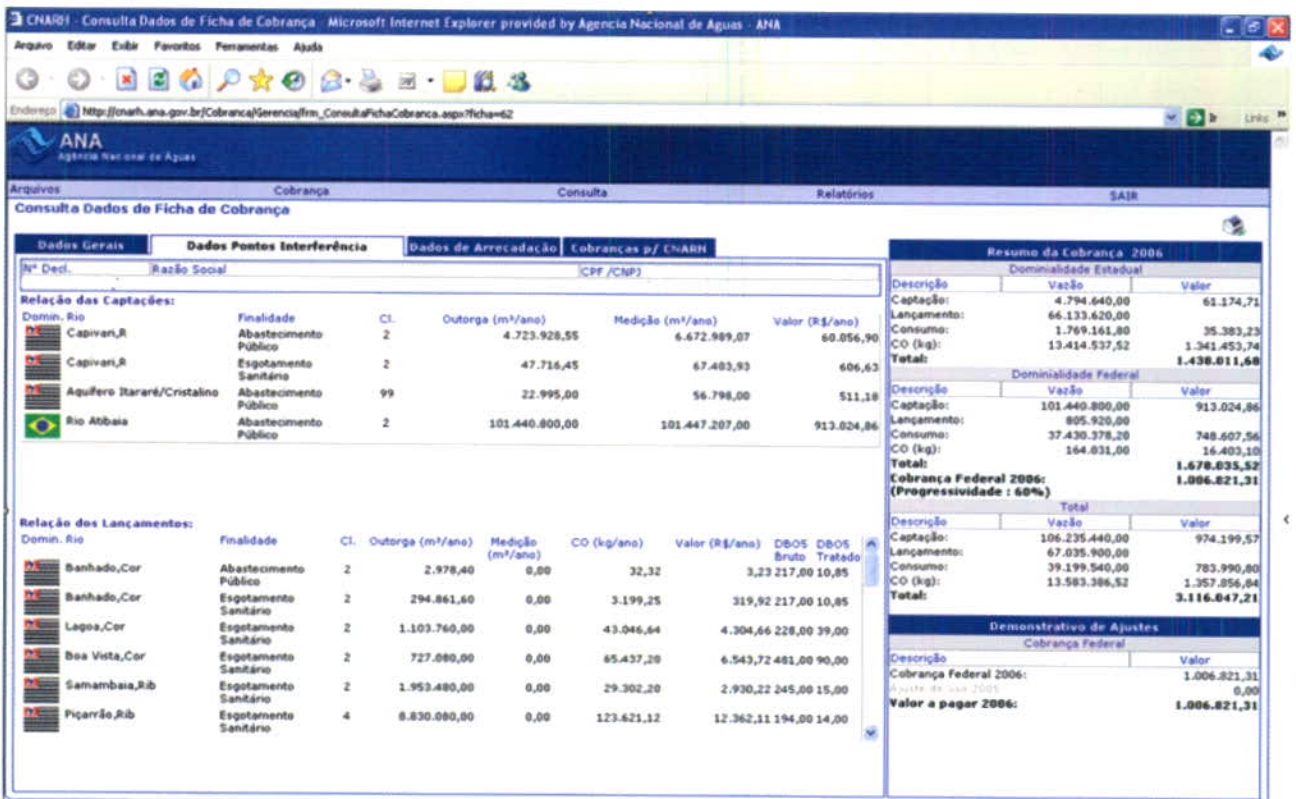 CNARH - Consulta Dados de Ficha de Cobrança - Microsoft Internet Explorer provided by Agencia Nacional de Aguas - ANA
Arquivo Editar Exibir Favoritos Ferramentas Ajuda
Endereço http://cnarh.ana.gov.br/Cobranca/Gerencia/frm_ConsultaFichaCobranca.aspx?ficha=62 Ir Links
ANA
Agência Nacional de Águas
Arquivos Cobrança Consulta Relatórios SAIR
Consulta Dados de Ficha de Cobrança
Dados Gerais Dados Pontos Interferência Dados de Arrecadação Cobranças p/ CNARH
Nº Decl. Razão Social CPF /CNPJ
Relação das Captações:
Domin. Rio Finalidade Cl. Outorga (m³/ano) Medição (m³/ano) Valor (R$/ano)
Capivari,R Abastecimento Público 2 4.723.928,55 6.672.989,07 60.056,90
Capivari,R Esgotamento Sanitário 2 47.716,45 67.403,93 606,63
Aquífero Itararé/Cristalino Abastecimento Público 99 22.995,00 56.798,00 511,18
Rio Atibaia Abastecimento Público 2 101.440.800,00 101.447.207,00 913.024,86
Relação dos Lançamentos:
Domin. Rio Finalidade Cl. Outorga (m³/ano) Medição (m³/ano) CO (kg/ano) Valor (R$/ano) DBO5 Bruto DBO5 Tratado
Banhado,Cor Abastecimento Público 2 2.978,40 0,00 32,32 3,23 217,00 10,85
Banhado,Cor Esgotamento Sanitário 2 294.861,60 0,00 3.199,25 319,92 217,00 10,85
Lagoa,Cor Esgotamento Sanitário 2 1.103.760,00 0,00 43.046,64 4.304,66 228,00 39,00
Boa Vista,Cor Esgotamento Sanitário 2 727.080,00 0,00 65.437,20 6.543,72 481,00 90,00
Samambaia,Rib Esgotamento Sanitário 2 1.953.480,00 0,00 29.302,20 2.930,22 245,00 15,00
Piçarrão,Rib Esgotamento Sanitário 4 8.830.080,00 0,00 123.621,12 12.362,11 194,00 14,00
Resumo da Cobrança 2006
Dominialidade Estadual
Descrição Vazão Valor
Captação: 4.794.640,00 61.174,71
Lançamento: 66.133.620,00
Consumo: 1.769.161,80 35.383,23
CO (kg): 13.414.537,52 1.341.453,74
Total: 1.438.011,68
Dominialidade Federal
Descrição Vazão Valor
Captação: 101.440.800,00 913.024,86
Lançamento: 805.920,00
Consumo: 37.430.378,20 748.607,56
CO (kg): 164.031,00 16.403,10
Total: 1.678.035,52
Cobrança Federal 2006: 1.006.821,31
(Progressividade : 60%)
Total
Descrição Vazão Valor
Captação: 106.235.440,00 974.199,57
Lançamento: 67.035.900,00
Consumo: 39.199.540,00 783.990,80
CO (kg): 13.583.386,52 1.357.856,84
Total: 3.116.047,21
Demonstrativo de Ajustes
Cobrança Federal
Descrição Valor
Cobrança Federal 2006: 1.006.821,31
Ajuste de uso 2005 0,00
Valor a pagar 2006: 1.006.821,31